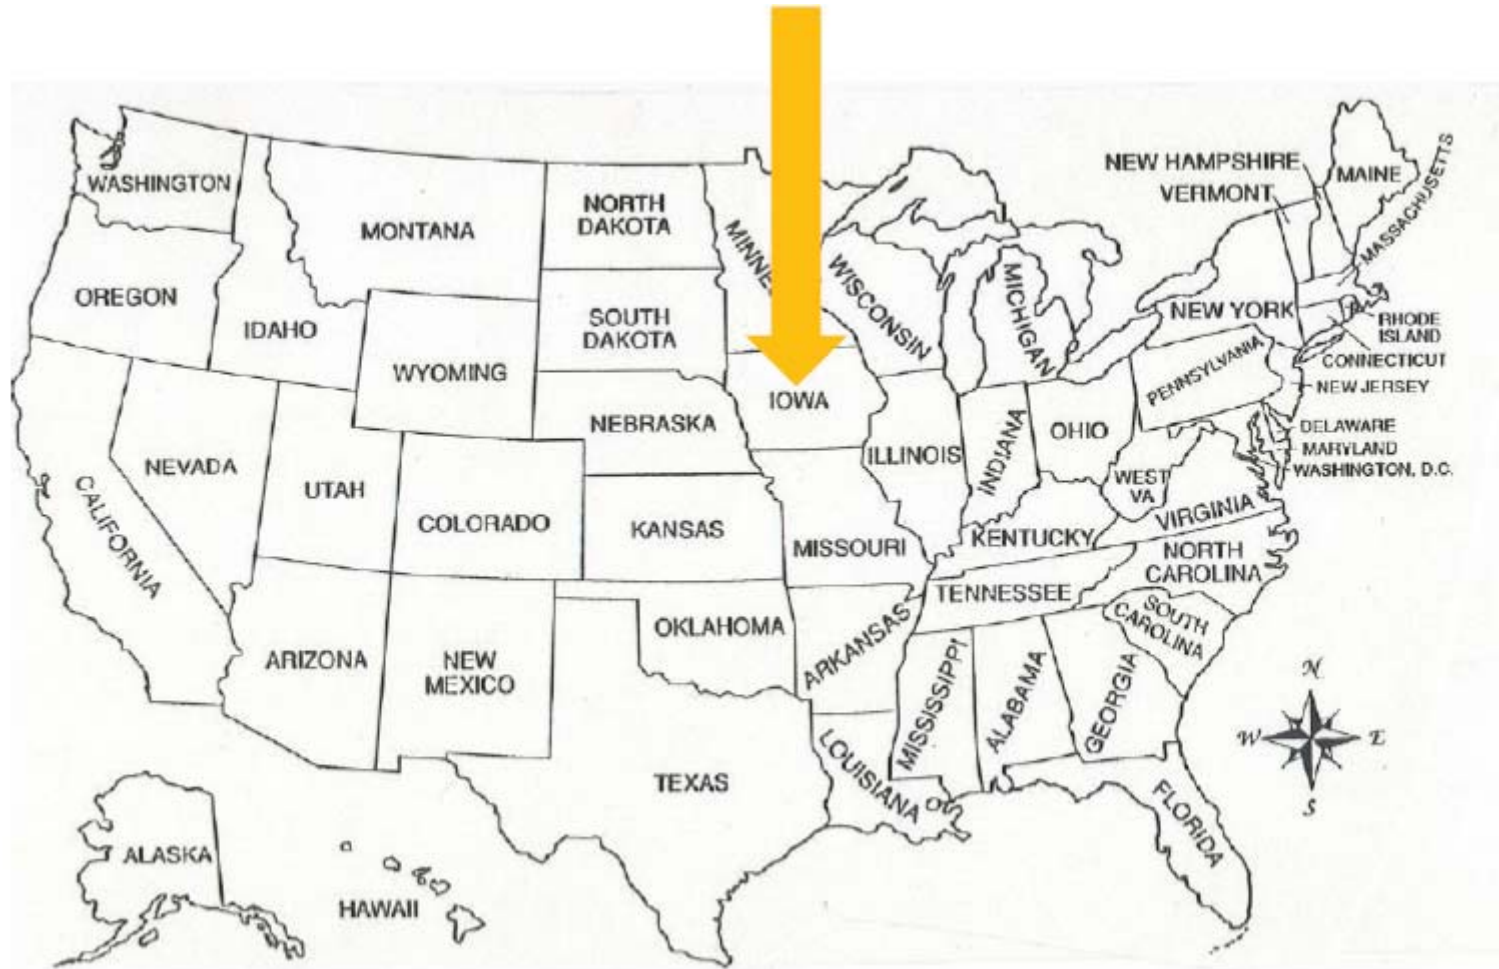 NEW HAMPSHIRE
VERMONT
MAINE
MASSACHUSETTS
WASHINGTON
MONTANA
NORTH
DAKOTA
MINNE
WISCONSIN
MICHIGAN
OREGON
IDAHO
WYOMING
SOUTH
DAKOTA
NEW YORK
RHODE
ISLAND
CONNECTICUT
PENNSYLVANIA
NEW JERSEY
NEBRASKA
IOWA
ILLINOIS
INDIANA
OHIO
DELAWARE
MARYLAND
WASHINGTON, D.C.
WEST
VA
VIRGINIA
CALIFORNIA
NEVADA
UTAH
COLORADO
KANSAS
MISSOURI
KENTUCKY
NORTH
CAROLINA
TENNESSEE
SOUTH
CAROLINA
ARIZONA
NEW
MEXICO
OKLAHOMA
ARKANSAS
MISSISSIPPI
ALABAMA
GEORGIA
N
W
E
S
TEXAS
LOUISIANA
FLORIDA
ALASKA
HAWAII